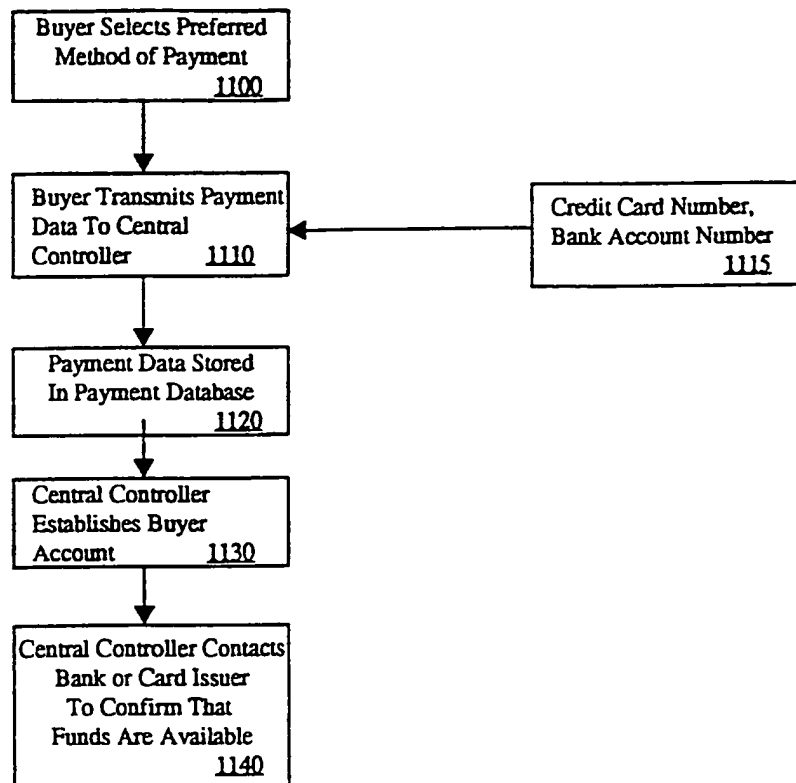 Buyer Selects Preferred
Method of Payment
1100
Buyer Transmits Payment
Data To Central
Controller 1110
Credit Card Number,
Bank Account Number
1115
Payment Data Stored
In Payment Database
1120
Central Controller
Establishes Buyer
Account 1130
Central Controller Contacts
Bank or Card Issuer
To Confirm That
Funds Are Available
1140